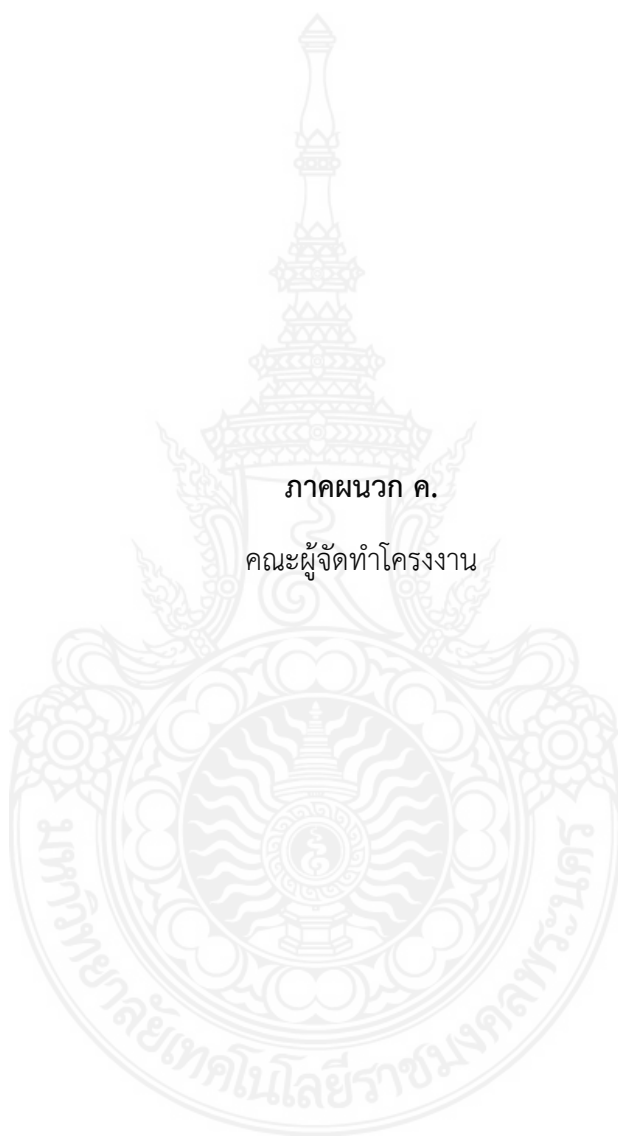 ภาคผนวก ค.
คณะผู้จัดทำโครงงาน
มหาวิทยาลัยเทคโนโลยีราชมงคลพระนคร